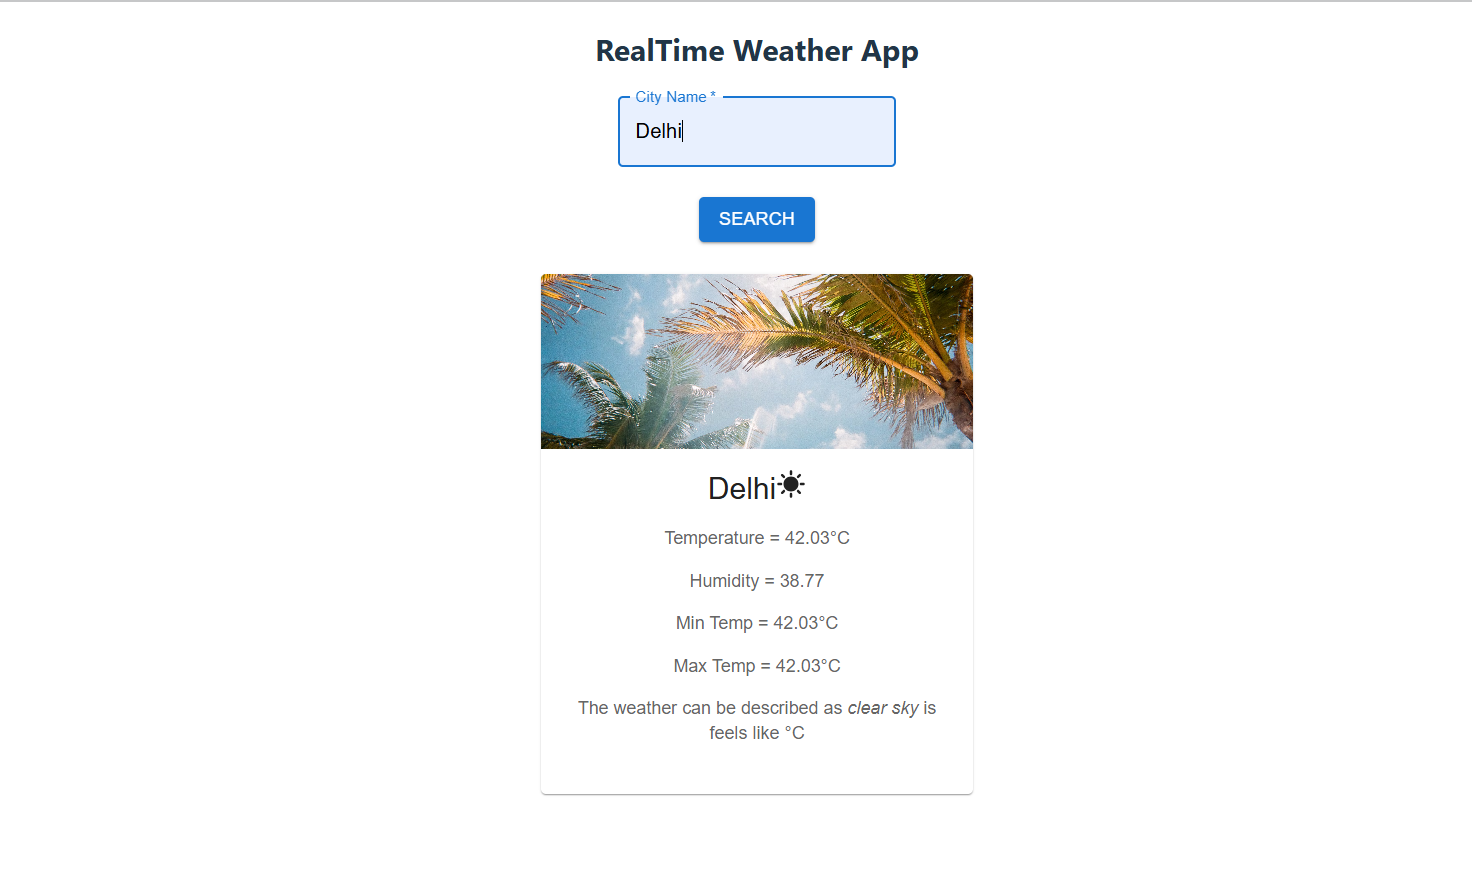 RealTime Weather App
City Name *
Delhi
SEARCH
Delhi
Temperature = 42.03°C
Humidity = 38.77
Min Temp = 42.03°C
Max Temp = 42.03°C
The weather can be described as clear sky is
feels like °C